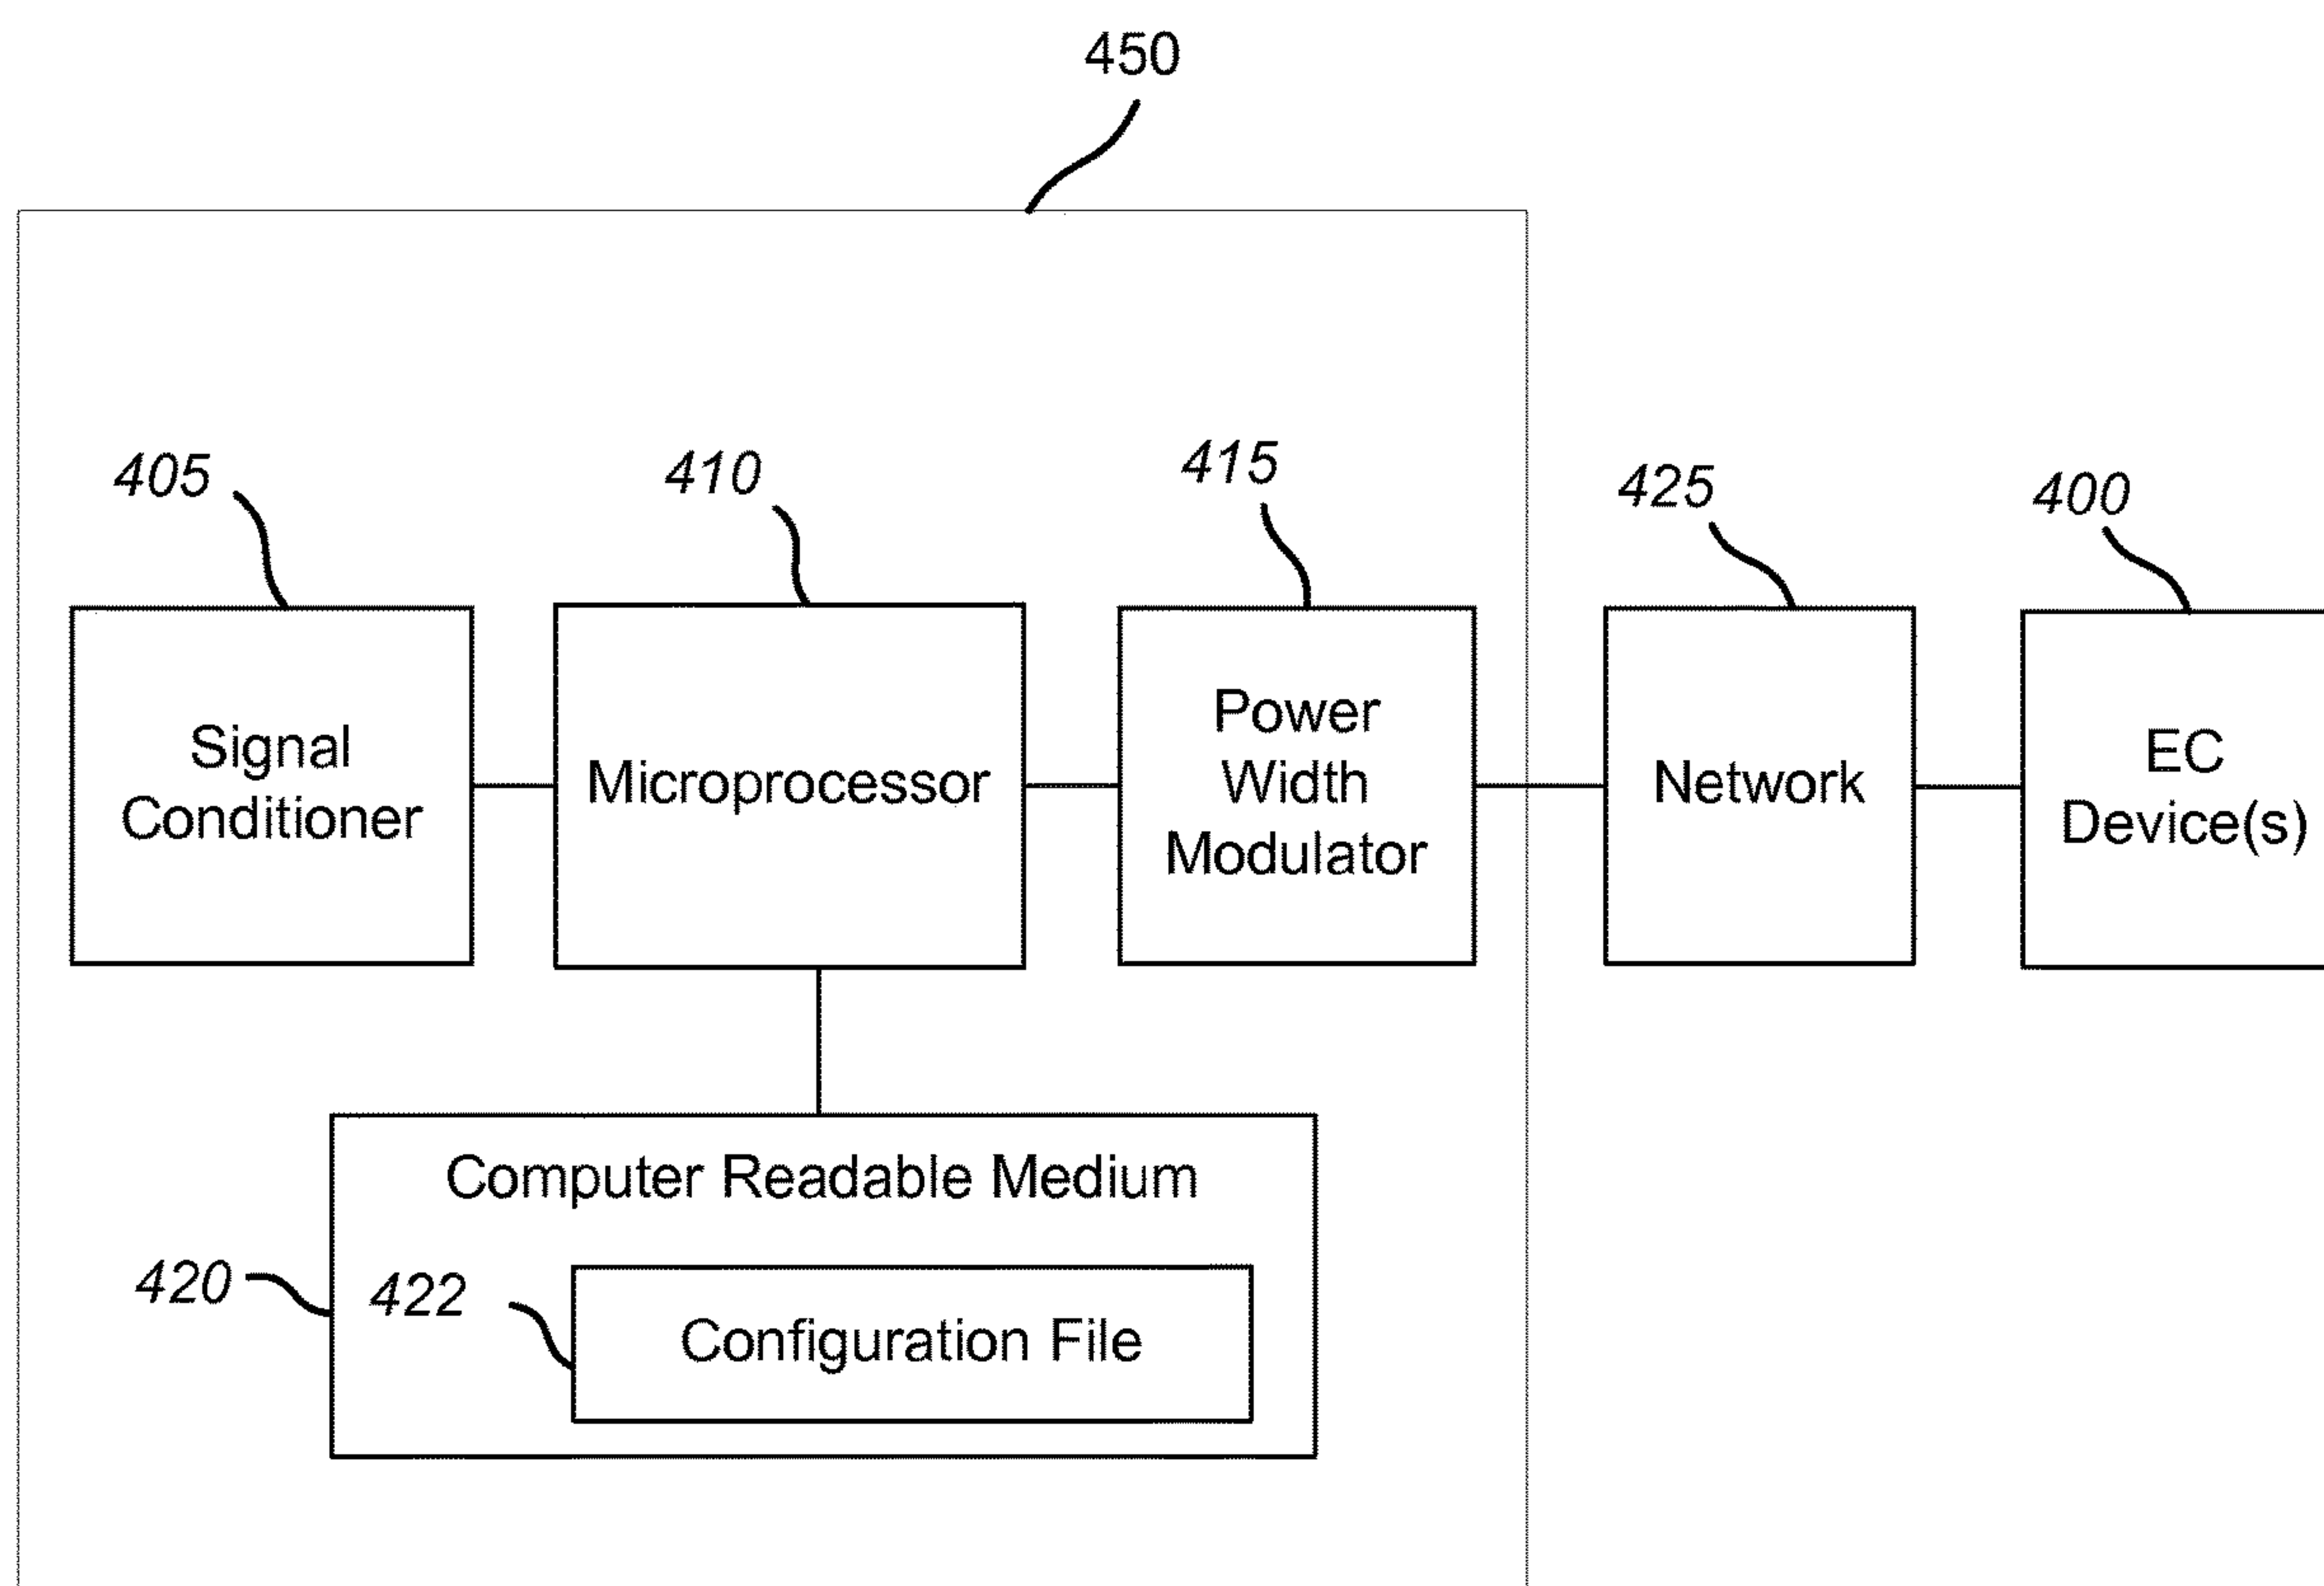 450
405
410
415
425
400
Signal
Conditioner
Microprocessor
Power
Width
Modulator
Network
EC
Device(s)
Computer Readable Medium
420
422
Configuration File